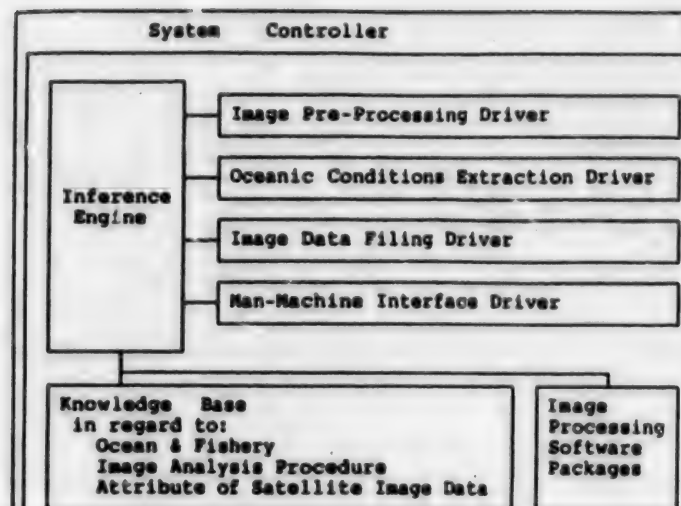 System Controller
Inference
Engine
Image Pre-Processing Driver
Oceanic Conditions Extraction Driver
Image Data Filing Driver
Man-Machine Interface Driver
Knowledge Base
in regard to:
Ocean & Fishery
Image Analysis Procedure
Attribute of Satellite Image Data
Image
Processing
Software
Packages